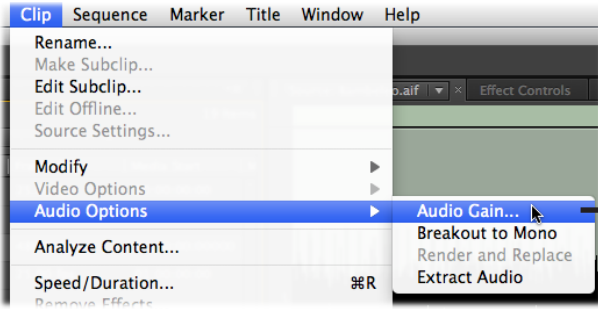 Clip Sequence Marker Title Window Help
Rename...
Make Subclip...
Edit Subclip...
Edit Offline...
Source Settings...
o.aif Effect Controls
Modify
Video Options
Audio Options
Audio Gain...
Breakout to Mono
Render and Replace
Extract Audio
Analyze Content...
Speed/Duration... ⌘R
Remove Effects...